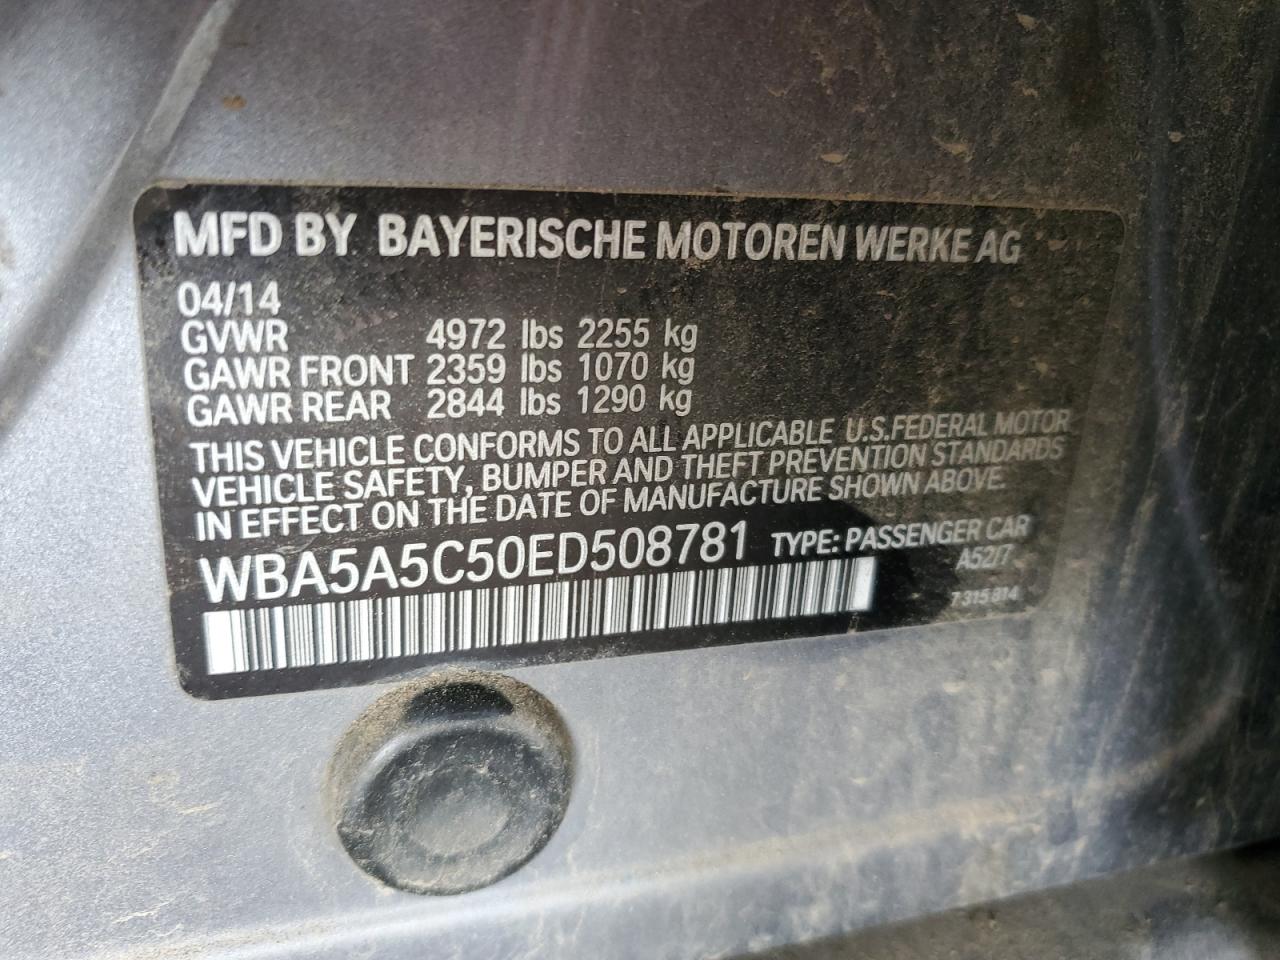 MFD BY BAYERISCHE MOTOREN WERKE AG
04/14
GVWR 4972 lbs 2255 kg
GAWR FRONT 2359 lbs 1070 kg
GAWR REAR 2844 lbs 1290 kg
THIS VEHICLE CONFORMS TO ALL APPLICABLE U.S.FEDERAL MOTOR
VEHICLE SAFETY, BUMPER AND THEFT PREVENTION STANDARDS
IN EFFECT ON THE DATE OF MANUFACTURE SHOWN ABOVE.
WBA5A5C50ED508781 TYPE: PASSENGER CAR
A52/7
7 315 814